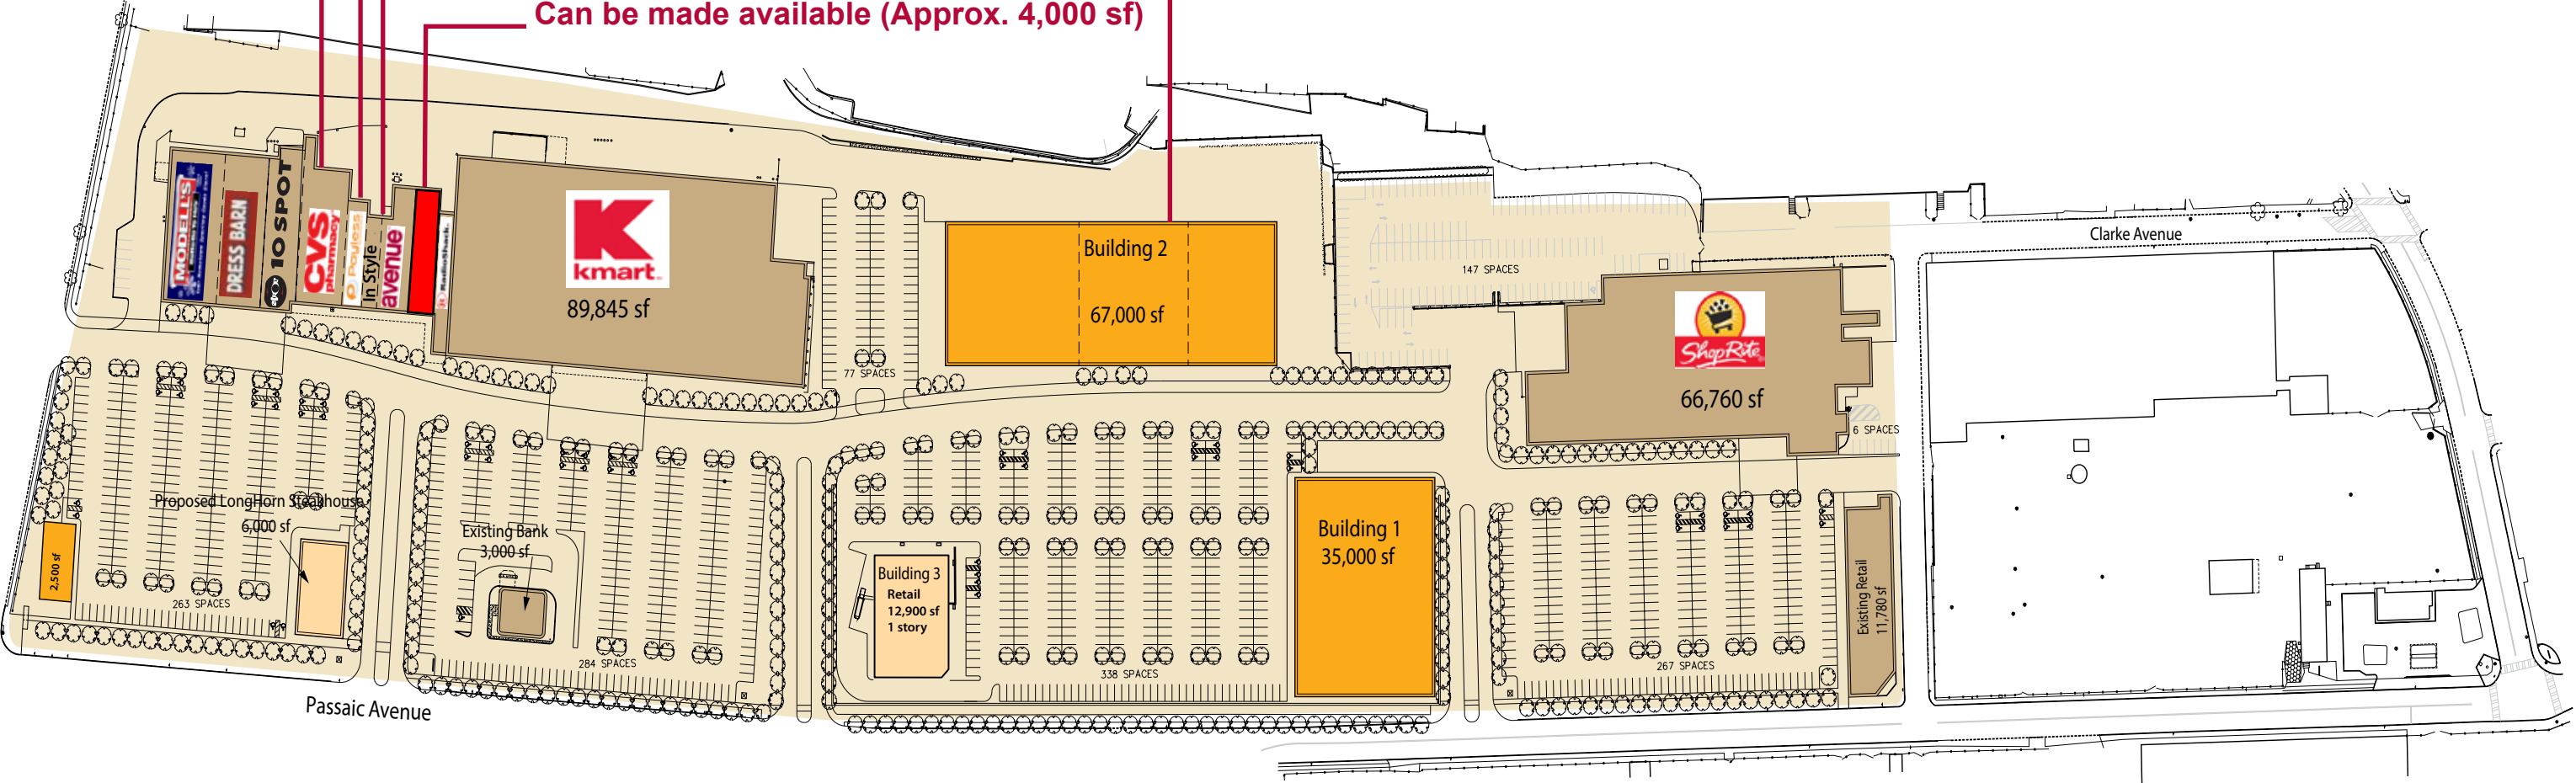 Can be made available (Approx. 4,000 sf)
MODELL'S
DRESS BARN
10 SPOT
CVS
pharmacy
Payless
In Style
avenue
RadioShack.
kmart
89,845 sf
Building 2
67,000 sf
77 SPACES
147 SPACES
ShopRite
66,760 sf
6 SPACES
Clarke Avenue
Proposed LongHorn Steakhouse
6,000 sf
2,500 sf
263 SPACES
Existing Bank
3,000 sf
284 SPACES
Building 3
Retail
12,900 sf
1 story
338 SPACES
Building 1
35,000 sf
267 SPACES
Existing Retail
11,780 sf
Passaic Avenue